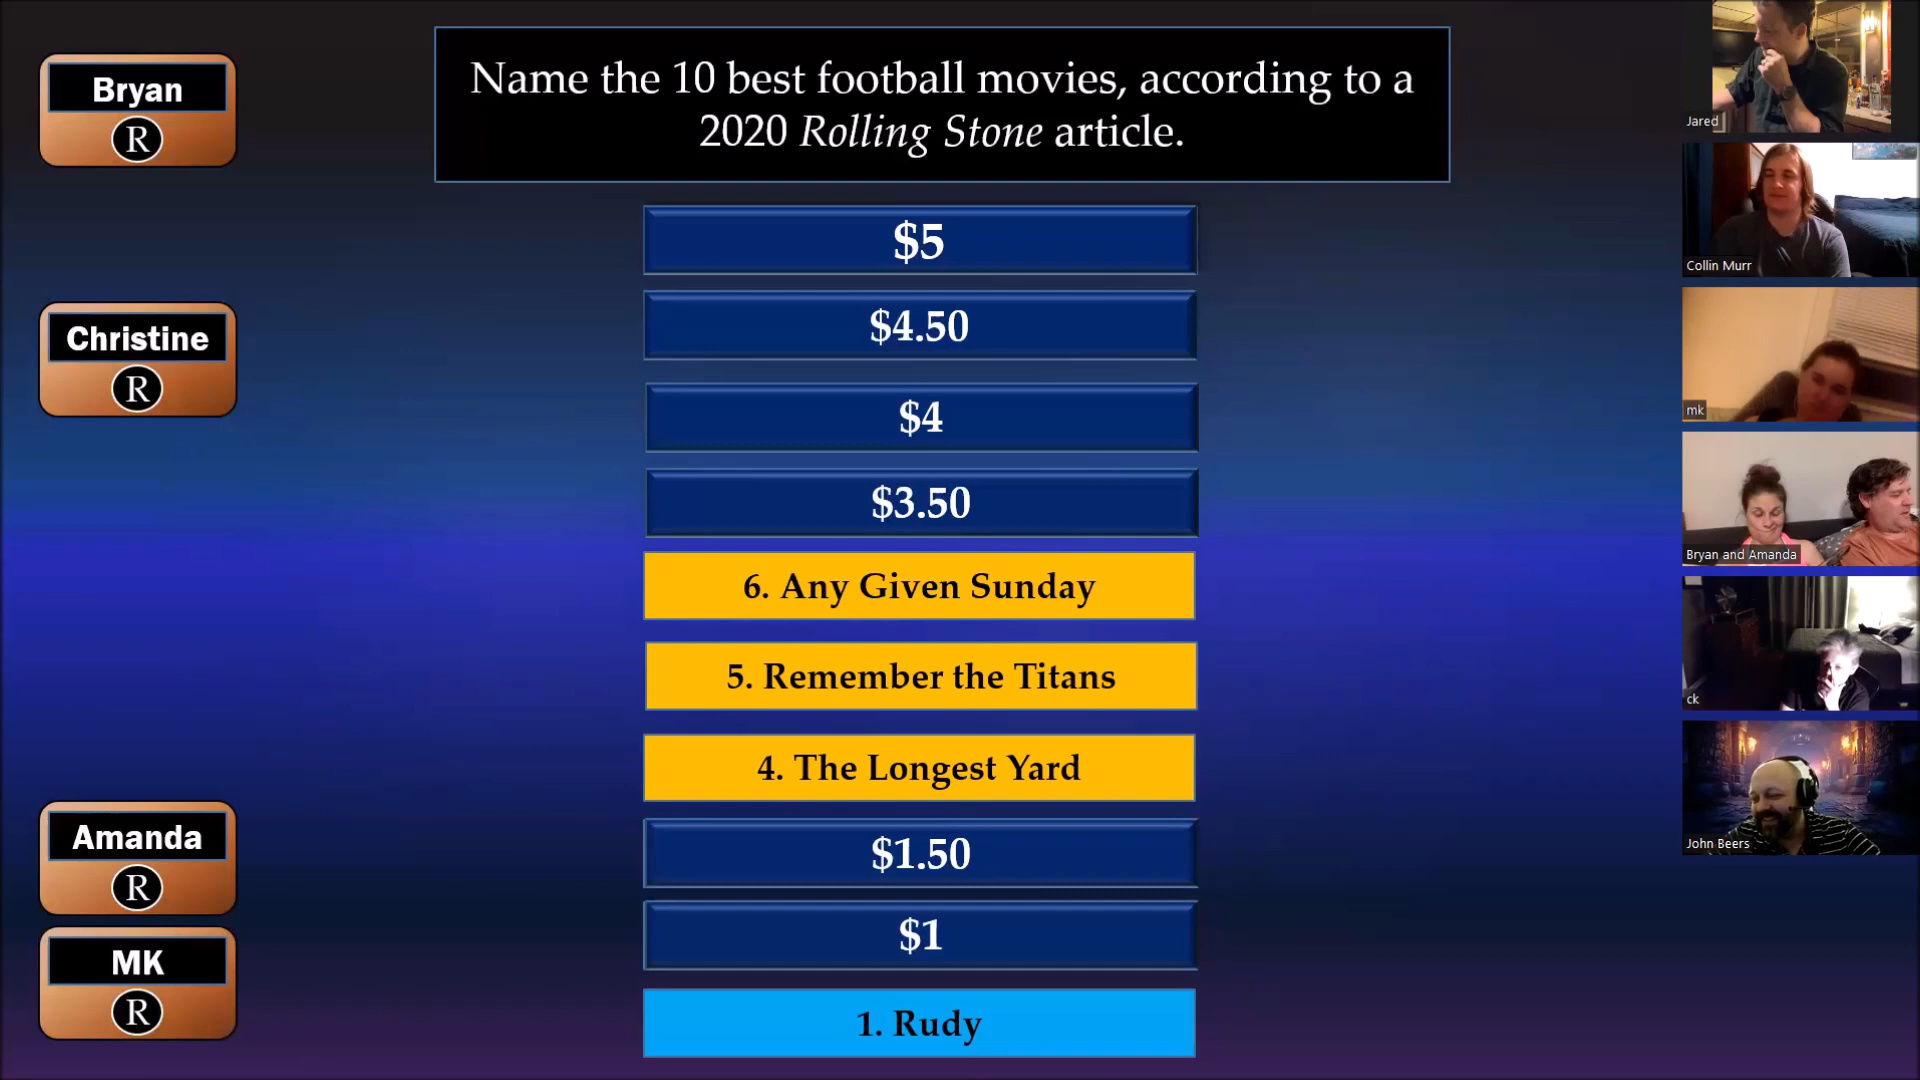 Name the 10 best football movies, according to a
2020 Rolling Stone article.
Bryan
R
Christine
R
Amanda
R
MK
R
$5
$4.50
$4
$3.50
6. Any Given Sunday
5. Remember the Titans
4. The Longest Yard
$1.50
$1
1. Rudy
Jared
Collin Murr
mk
Bryan and Amanda
ck
John Beers